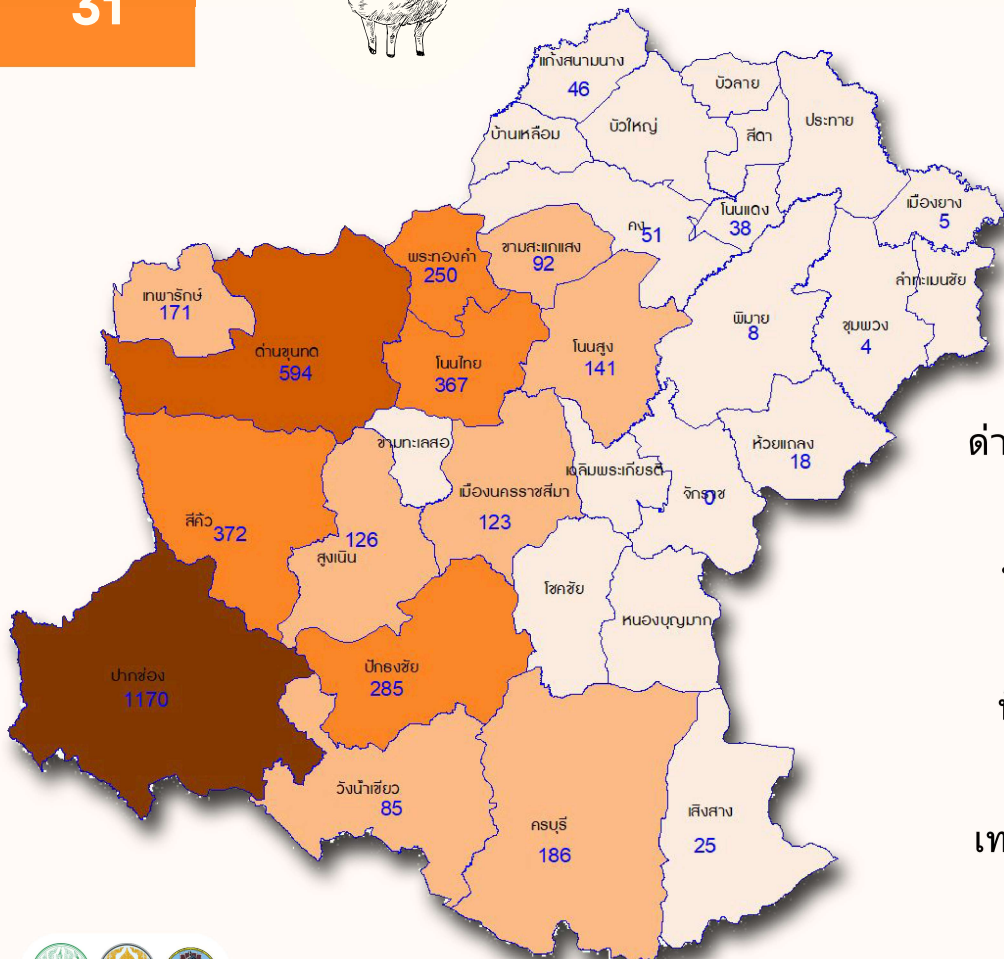 31
แก้งสนามนาง
46
บัวลาย
บ้านเหลื่อม
บัวใหญ่
สีดา
ประทาย
เมืองยาง
5
โนนแดง
38
คง
51
ขามสะแกแสง
92
พระทองคำ
250
ลำทะเมนชัย
เทพารักษ์
171
พิมาย
8
ชุมพวง
4
ด่านขุนทด
594
โนนไทย
367
โนนสูง
141
ขามทะเลสอ
ห้วยแถลง
18
ด่า
เฉลิมพระเกียรติ
เมืองนครราชสีมา
123
จักราช
0
สีคิ้ว
372
126
สูงเนิน
โชคชัย
หนองบุญมาก
ปากช่อง
1170
ปักธงชัย
285
วังน้ำเขียว
85
ครบุรี
186
เสิงสาง
25
เท